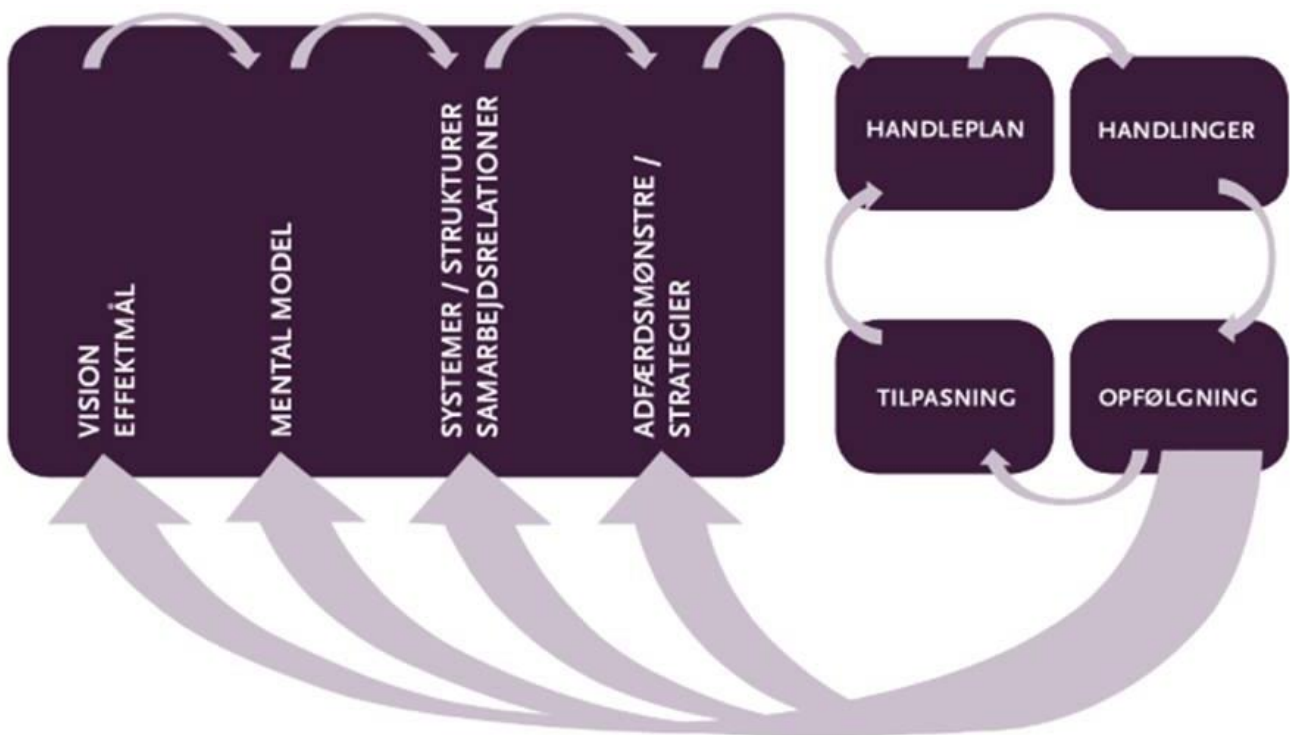 VISION
EFFEKTMÅL
MENTAL MODEL
SYSTEMER / STRUKTURER
SAMARBEJDSRELATIONER
ADFÆRDSMØNSTRE /
STRATEGIER
HANDLEPLAN
HANDLINGER
TILPASNING
OPFØLGNING